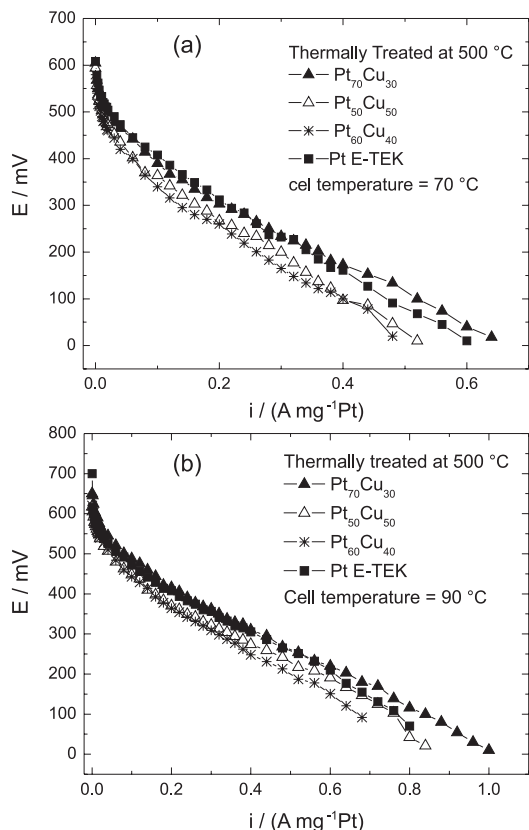 (a)
Thermally Treated at 500 °C
Pt70Cu30
Pt50Cu50
Pt60Cu40
Pt E-TEK
cel temperature = 70 °C
E / mV
700
600
500
400
300
200
100
0
0.0 0.2 0.4 0.6
i / (A mg-1Pt)
(b)
Thermally treated at 500 °C
Pt70Cu30
Pt50Cu50
Pt60Cu40
Pt E-TEK
Cell temperature = 90 °C
E / mV
800
700
600
500
400
300
200
100
0
0.0 0.2 0.4 0.6 0.8 1.0
i / (A mg-1Pt)